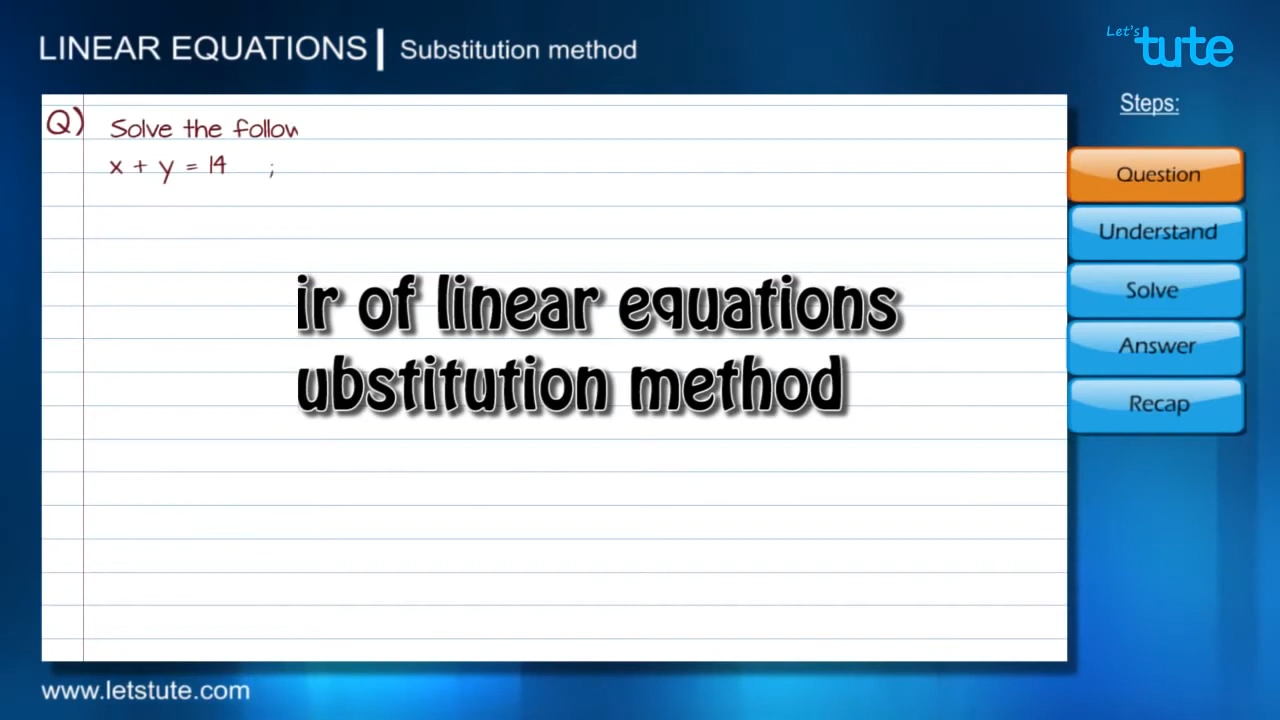 LINEAR EQUATIONS | Substitution method
Let's tute
Steps:
Q) Solve the follow
x + y = 14 ;
ir of linear equations
ubstitution method
Question
Understand
Solve
Answer
Recap
www.letstute.com